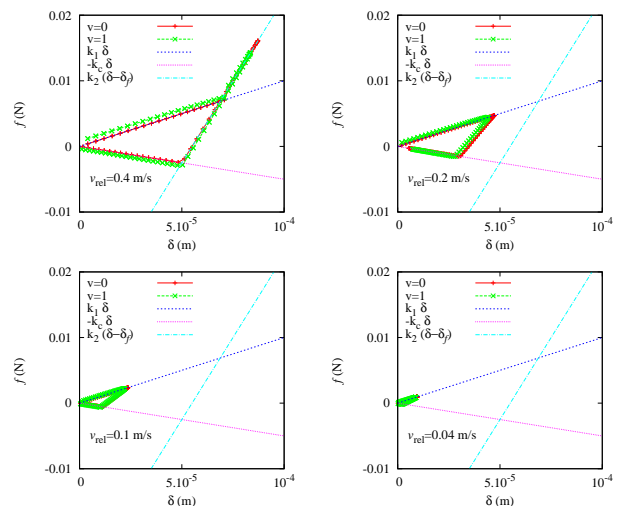 0.02
0.01
0
-0.01
f (N)
v=0
v=1
k1 δ
-kc δ
k2 (δ−δf)
vrel=0.4 m/s
0
5.10-5
10-4
δ (m)
0.02
0.01
0
-0.01
f (N)
v=0
v=1
k1 δ
-kc δ
k2 (δ−δf)
vrel=0.2 m/s
0
5.10-5
10-4
δ (m)
0.02
0.01
0
-0.01
f (N)
v=0
v=1
k1 δ
-kc δ
k2 (δ−δf)
vrel=0.1 m/s
0
5.10-5
10-4
δ (m)
0.02
0.01
0
-0.01
f (N)
v=0
v=1
k1 δ
-kc δ
k2 (δ−δf)
vrel=0.04 m/s
0
5.10-5
10-4
δ (m)